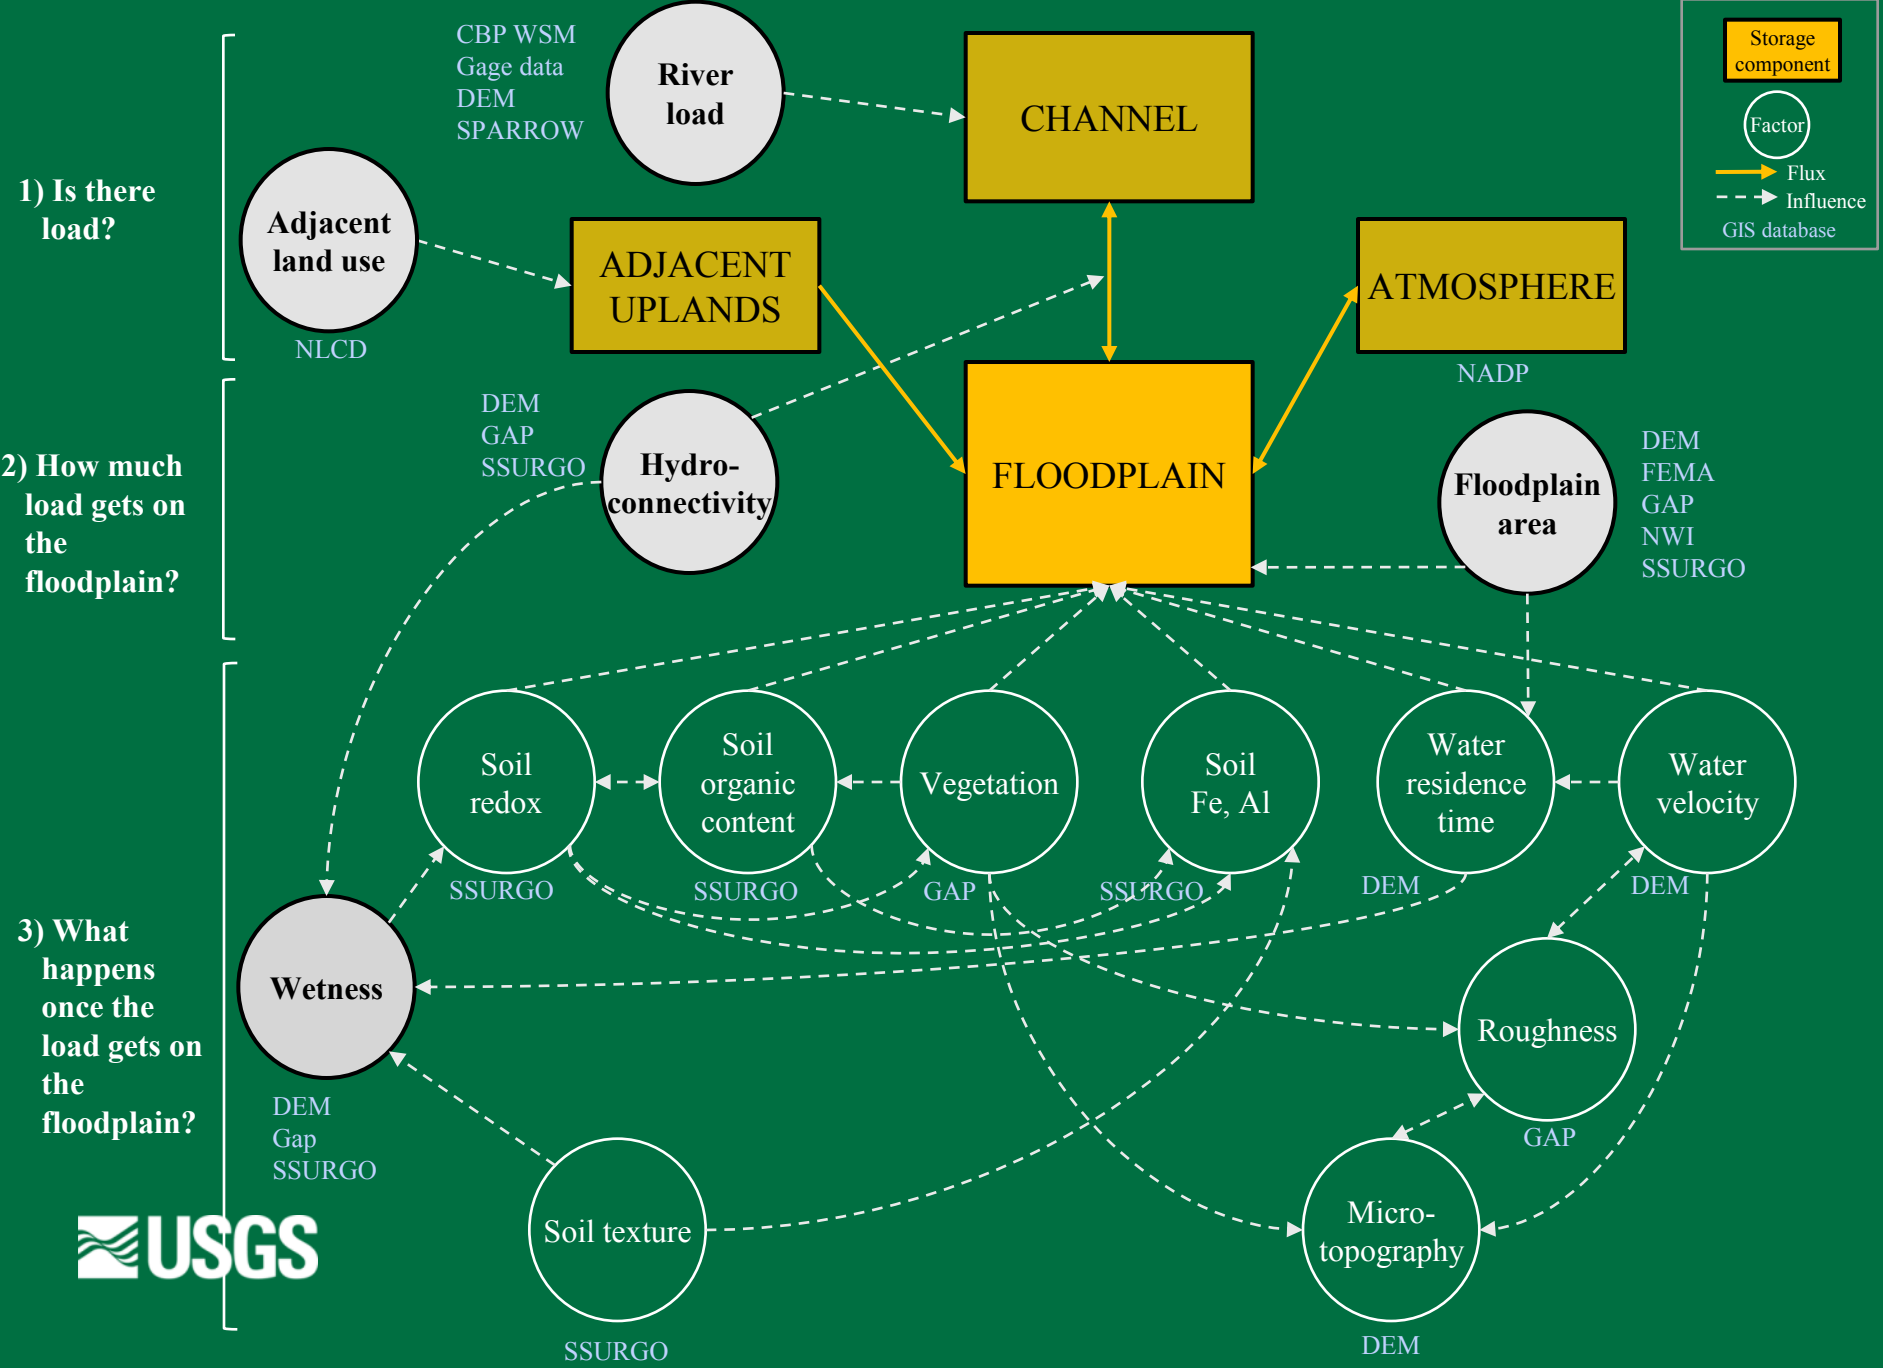 CBP WSM
Gage data
DEM
SPARROW
River
load
CHANNEL
Storage
component
Factor
Flux
Influence
GIS database
1) Is there
load?
Adjacent
land use
NLCD
ADJACENT
UPLANDS
ATMOSPHERE
NADP
2) How much
load gets on
the
floodplain?
DEM
GAP
SSURGO
Hydro-
connectivity
FLOODPLAIN
Floodplain
area
DEM
FEMA
GAP
NWI
SSURGO
3) What
happens
once the
load gets on
the
floodplain?
Soil
redox
SSURGO
Soil
organic
content
SSURGO
Vegetation
GAP
Soil
Fe, Al
SSURGO
Water
residence
time
DEM
Water
velocity
DEM
Wetness
DEM
Gap
SSURGO
Roughness
GAP
Soil texture
SSURGO
Micro-
topography
DEM
USGS